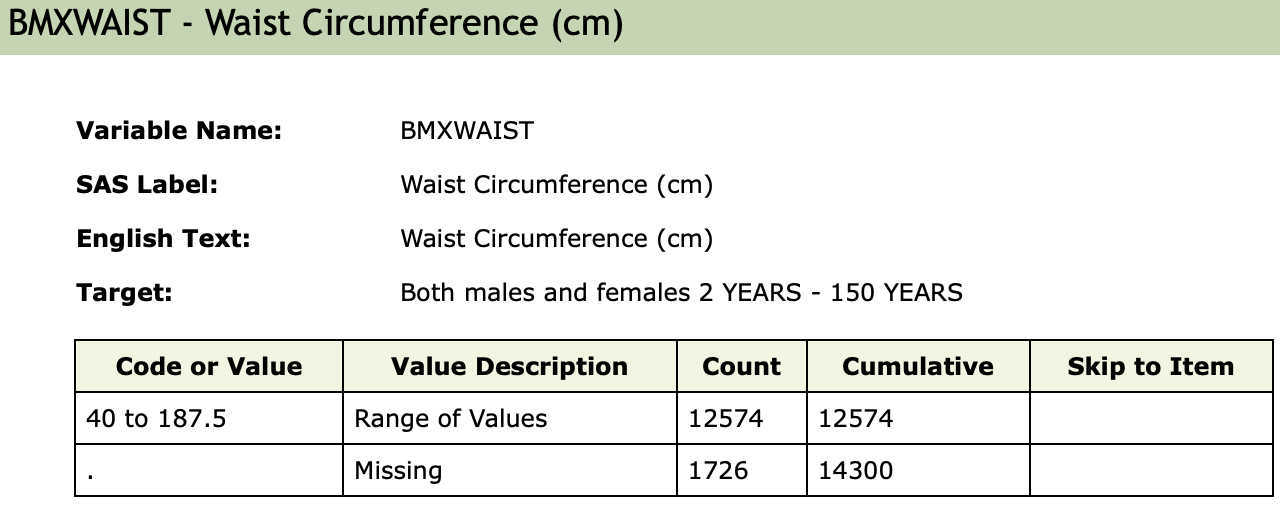 BMXWAIST - Waist Circumference (cm)
Variable Name: BMXWAIST
SAS Label: Waist Circumference (cm)
English Text: Waist Circumference (cm)
Target: Both males and females 2 YEARS - 150 YEARS
Code or Value Value Description Count Cumulative Skip to Item
40 to 187.5 Range of Values 12574 12574
. Missing 1726 14300